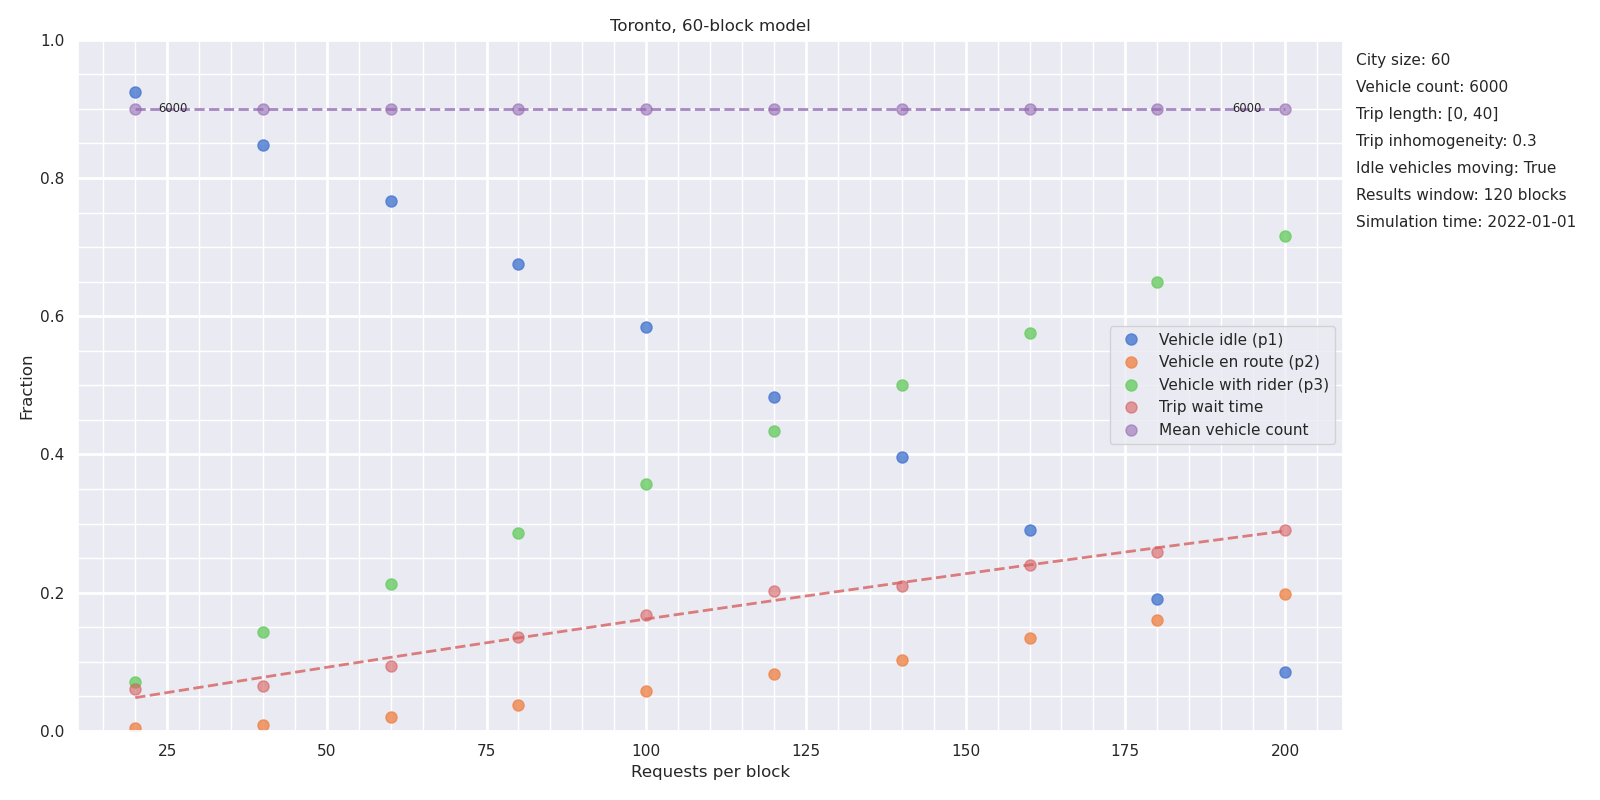 Toronto, 60-block model
1.0
0.8
0.6
0.4
0.2
0.0
Fraction
6000
6000
City size: 60
Vehicle count: 6000
Trip length: [0, 40]
Trip inhomogeneity: 0.3
Idle vehicles moving: True
Results window: 120 blocks
Simulation time: 2022-01-01
Vehicle idle (p1)
Vehicle en route (p2)
Vehicle with rider (p3)
Trip wait time
Mean vehicle count
25 50 75 100 125 150 175 200
Requests per block